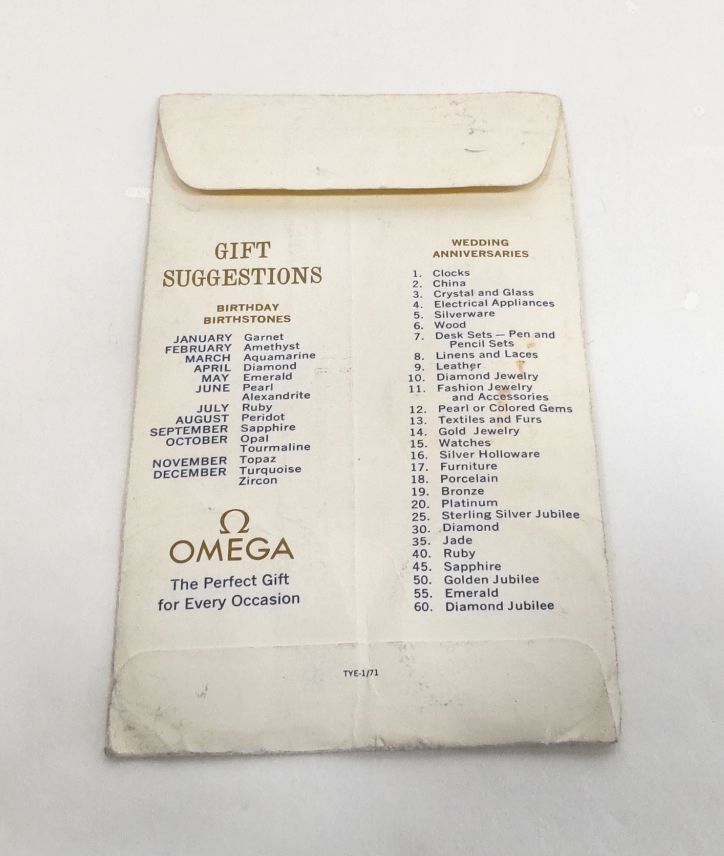 GIFT
SUGGESTIONS
BIRTHDAY
BIRTHSTONES
JANUARY Garnet
FEBRUARY Amethyst
MARCH Aquamarine
APRIL Diamond
MAY Emerald
JUNE Pearl
Alexandrite
JULY Ruby
AUGUST Peridot
SEPTEMBER Sapphire
OCTOBER Opal
Tourmaline
NOVEMBER Topaz
DECEMBER Turquoise
Zircon
Ω
OMEGA
The Perfect Gift
for Every Occasion
WEDDING
ANNIVERSARIES
1. Clocks
2. China
3. Crystal and Glass
4. Electrical Appliances
5. Silverware
6. Wood
7. Desk Sets — Pen and
Pencil Sets
8. Linens and Laces
9. Leather
10. Diamond Jewelry
11. Fashion Jewelry
and Accessories
12. Pearl or Colored Gems
13. Textiles and Furs
14. Gold Jewelry
15. Watches
16. Silver Holloware
17. Furniture
18. Porcelain
19. Bronze
20. Platinum
25. Sterling Silver Jubilee
30. Diamond
35. Jade
40. Ruby
45. Sapphire
50. Golden Jubilee
55. Emerald
60. Diamond Jubilee
TYE-1/71